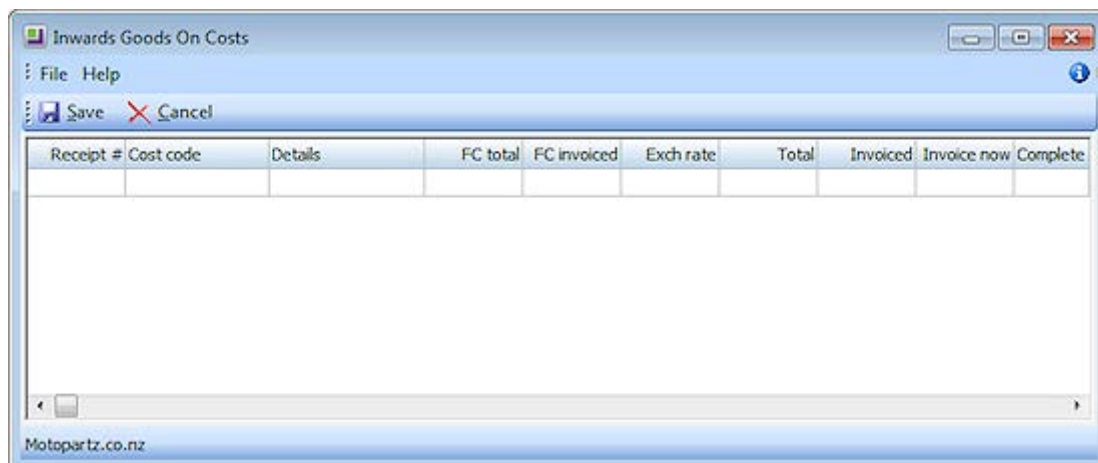 Inwards Goods On Costs
File Help
Save Cancel
Receipt # Cost code Details FC total FC invoiced Exch rate Total Invoiced Invoice now Complete
Motopartz.co.nz